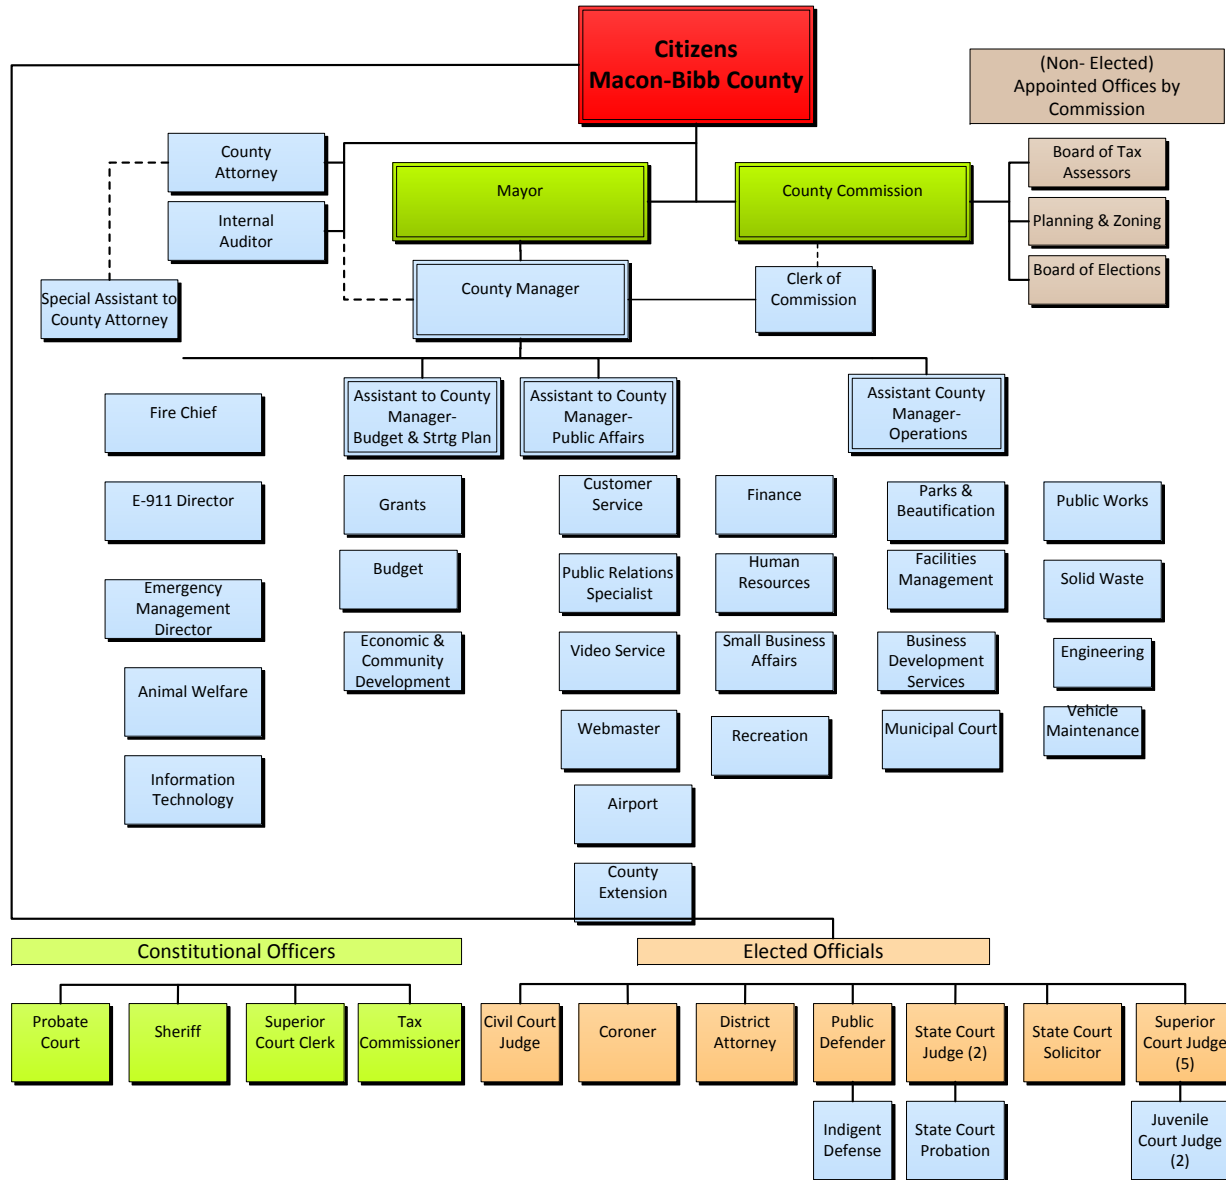 Citizens
Macon-Bibb County
(Non- Elected)
Appointed Offices by
Commission
County
Attorney
Internal
Auditor
Special Assistant to
County Attorney
Mayor
County Commission
Board of Tax
Assessors
Planning & Zoning
Board of Elections
County Manager
Clerk of
Commission
Fire Chief
Assistant to County
Manager-
Budget & Strtg Plan
Assistant to County
Manager-
Public Affairs
Assistant County
Manager-
Operations
E-911 Director
Grants
Customer
Service
Finance
Parks &
Beautification
Public Works
Emergency
Management
Director
Budget
Public Relations
Specialist
Human
Resources
Facilities
Management
Solid Waste
Animal Welfare
Economic &
Community
Development
Video Service
Small Business
Affairs
Business
Development
Services
Engineering
Information
Technology
Webmaster
Recreation
Municipal Court
Vehicle
Maintenance
Airport
County
Extension
Constitutional Officers
Elected Officials
Probate
Court
Sheriff
Superior
Court Clerk
Tax
Commissioner
Civil Court
Judge
Coroner
District
Attorney
Public
Defender
State Court
Judge (2)
State Court
Solicitor
Superior
Court Judge
(5)
Indigent
Defense
State Court
Probation
Juvenile
Court Judge
(2)